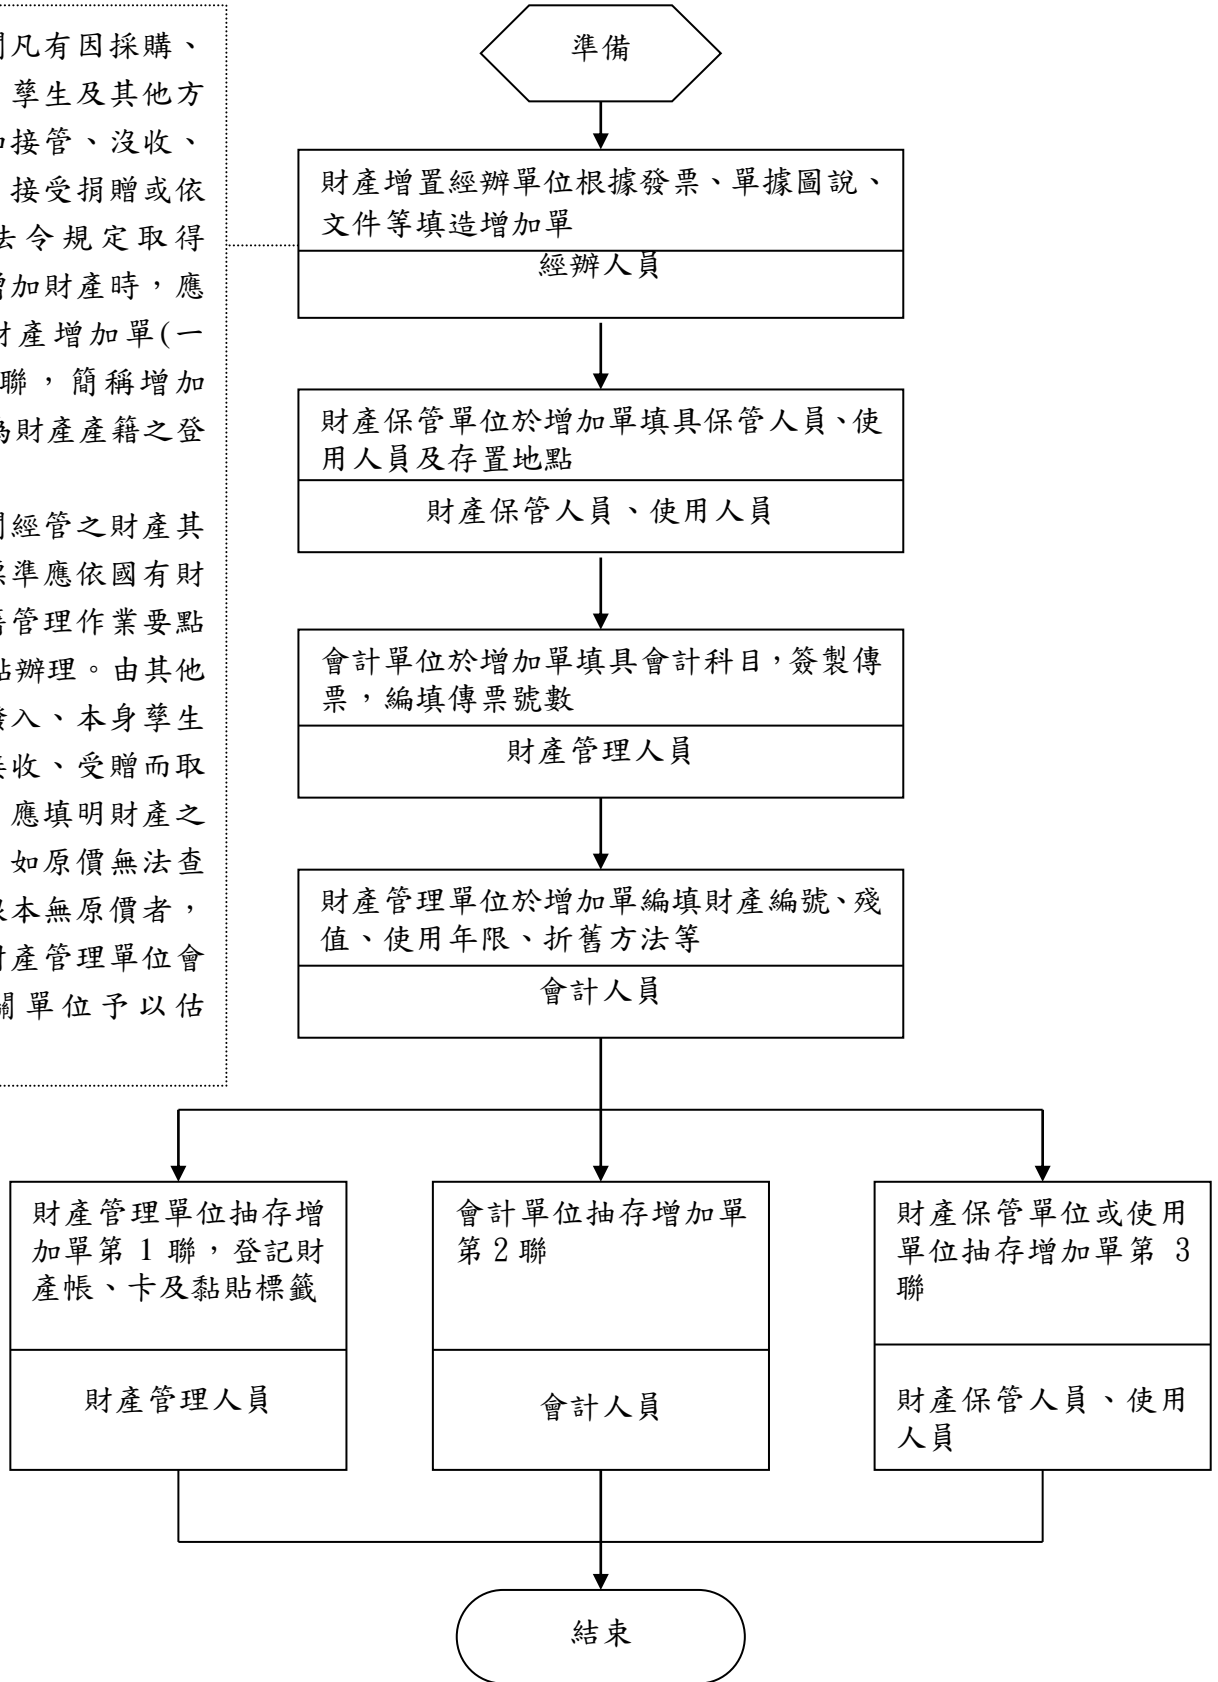 準備
關凡有因採購、
孳生及其他方
如接管、沒收、
接受捐贈或依
法令規定取得
增加財產時，應
財產增加單(一
聯，簡稱增加
為財產產籍之登
關經管之財產其
標準應依國有財
籍管理作業要點
點辦理。由其他
撥入、本身孳生
接收、受贈而取
應填明財產之
如原價無法查
根本無原價者，
財產管理單位會
關單位予以估
財產增置經辦單位根據發票、單據圖說、
文件等填造增加單
經辦人員
財產保管單位於增加單填具保管人員、使
用人員及存置地點
財產保管人員、使用人員
會計單位於增加單填具會計科目，簽製傳
票，編填傳票號數
財產管理人員
財產管理單位於增加單編填財產編號、殘
值、使用年限、折舊方法等
會計人員
財產管理單位抽存增
加單第 1 聯，登記財
產帳、卡及黏貼標籤
財產管理人員
會計單位抽存增加單
第 2 聯
會計人員
財產保管單位或使用
單位抽存增加單第 3
聯
財產保管人員、使用
人員
結束